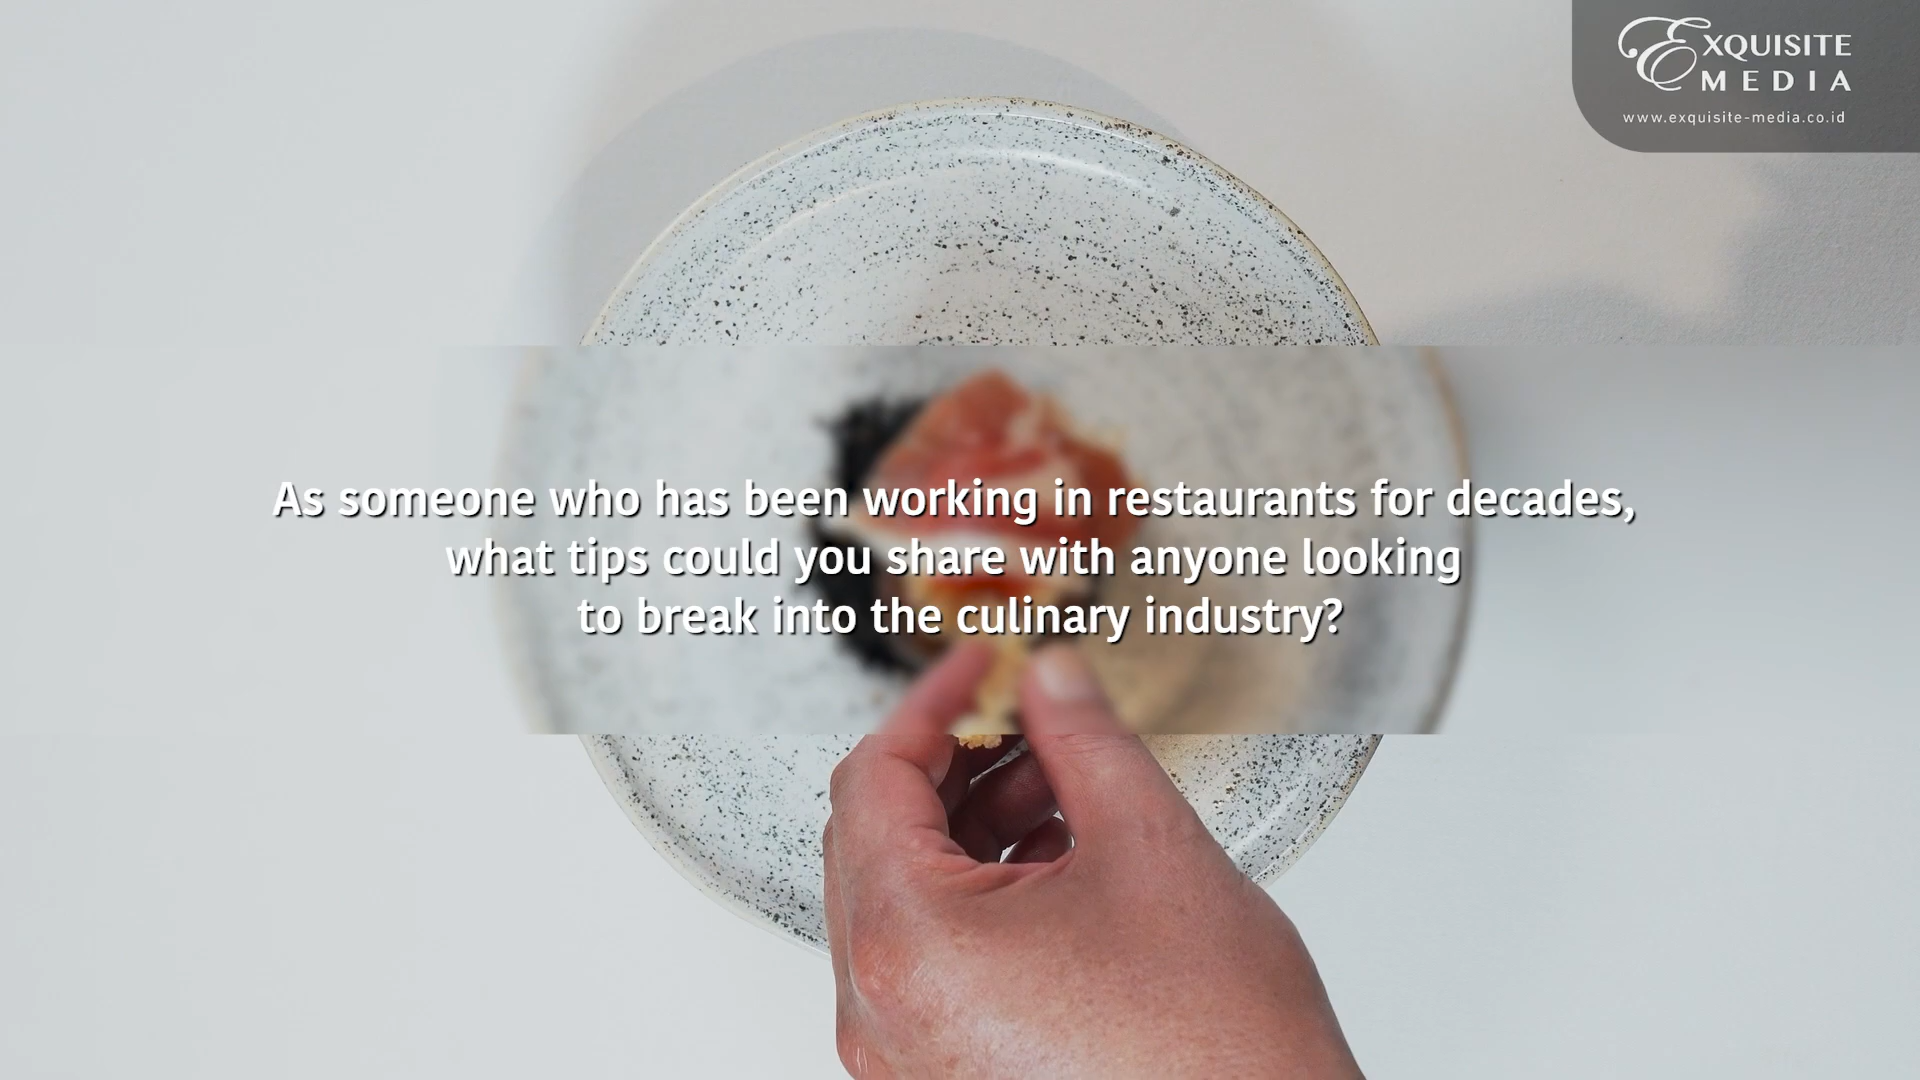 EXQUISITE
MEDIA
www.exquisite-media.co.id
As someone who has been working in restaurants for decades,
what tips could you share with anyone looking
to break into the culinary industry?